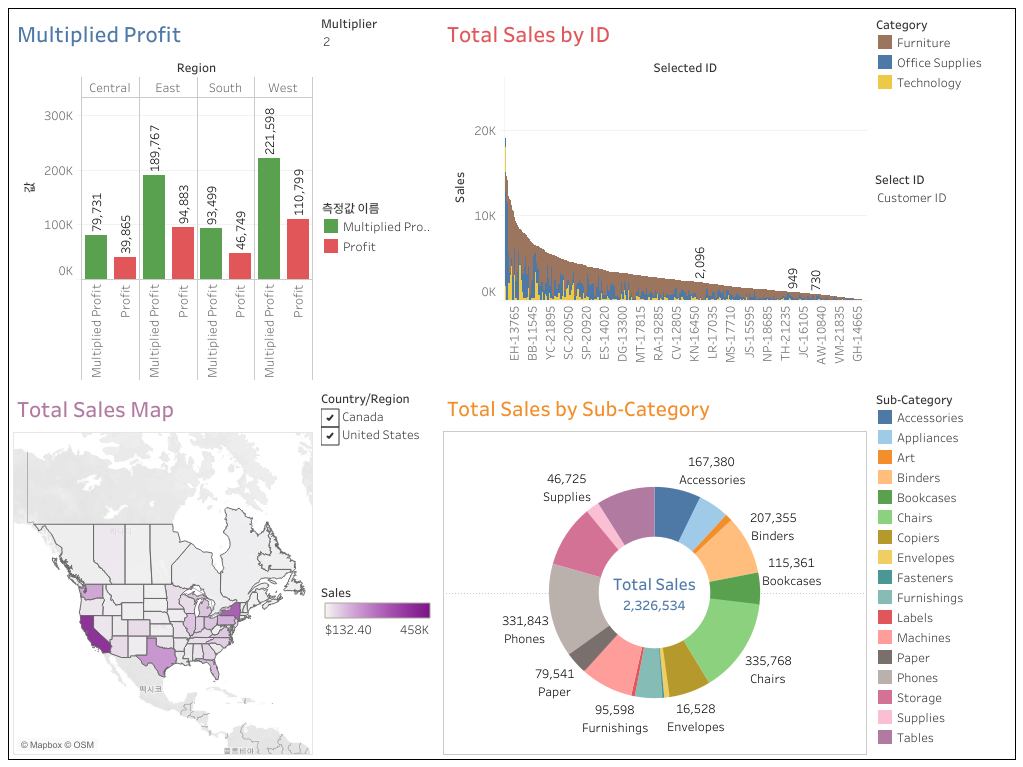 Multiplied Profit
Region
Central
East
South
West
300K
200K
100K
0K
값
79,731
39,865
189,767
94,883
93,499
46,749
221,598
110,799
Multiplied Profit
Profit
Multiplied Profit
Profit
Multiplied Profit
Profit
Multiplied Profit
Profit
Multiplier
2
측정값 이름
Multiplied Pro..
Profit
Total Sales by ID
Selected ID
Sales
20K
10K
0K
2,096
949
730
EH-13765
BB-11545
YC-21895
SC-20050
SP-20920
ES-14020
DG-13300
MT-17815
RA-19285
CV-12805
KN-16450
LR-17035
MS-17710
JS-15595
NP-18685
TH-21235
JC-16105
AW-10840
VM-21835
GH-14665
Category
Furniture
Office Supplies
Technology
Select ID
Customer ID
Total Sales Map
멕시코
콜롬비아
© Mapbox © OSM
Country/Region
Canada
United States
Sales
$132.40
458K
Total Sales by Sub-Category
167,380
Accessories
207,355
Binders
115,361
Bookcases
335,768
Chairs
16,528
Envelopes
95,598
Furnishings
79,541
Paper
331,843
Phones
46,725
Supplies
Total Sales
2,326,534
Sub-Category
Accessories
Appliances
Art
Binders
Bookcases
Chairs
Copiers
Envelopes
Fasteners
Furnishings
Labels
Machines
Paper
Phones
Storage
Supplies
Tables